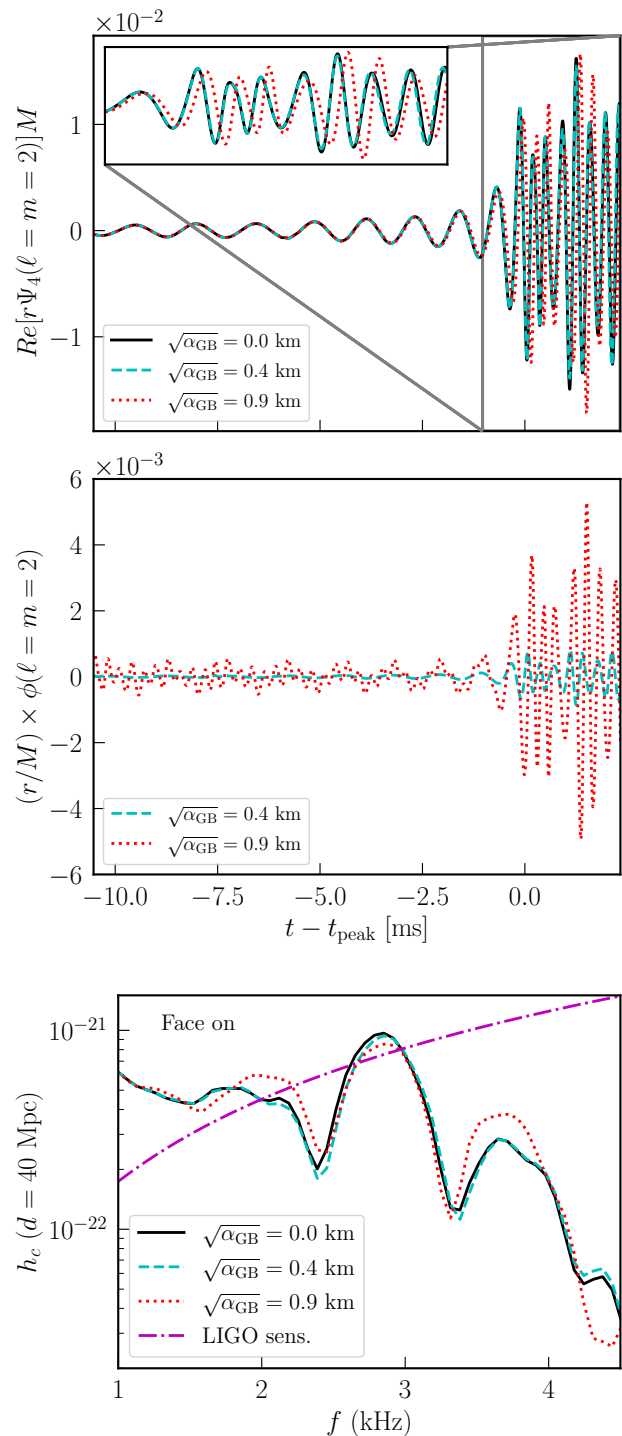 ×10⁻²
Re[rΨ₄(ℓ = m = 2)]M
1
0
−1
√α_GB = 0.0 km
√α_GB = 0.4 km
√α_GB = 0.9 km
×10⁻³
(r/M) × ϕ(ℓ = m = 2)
6
4
2
0
−2
−4
−6
√α_GB = 0.4 km
√α_GB = 0.9 km
−10.0 −7.5 −5.0 −2.5 0.0
t − t_peak [ms]
Face on
h_c (d = 40 Mpc)
10⁻²¹
10⁻²²
√α_GB = 0.0 km
√α_GB = 0.4 km
√α_GB = 0.9 km
LIGO sens.
1 2 3 4
f (kHz)